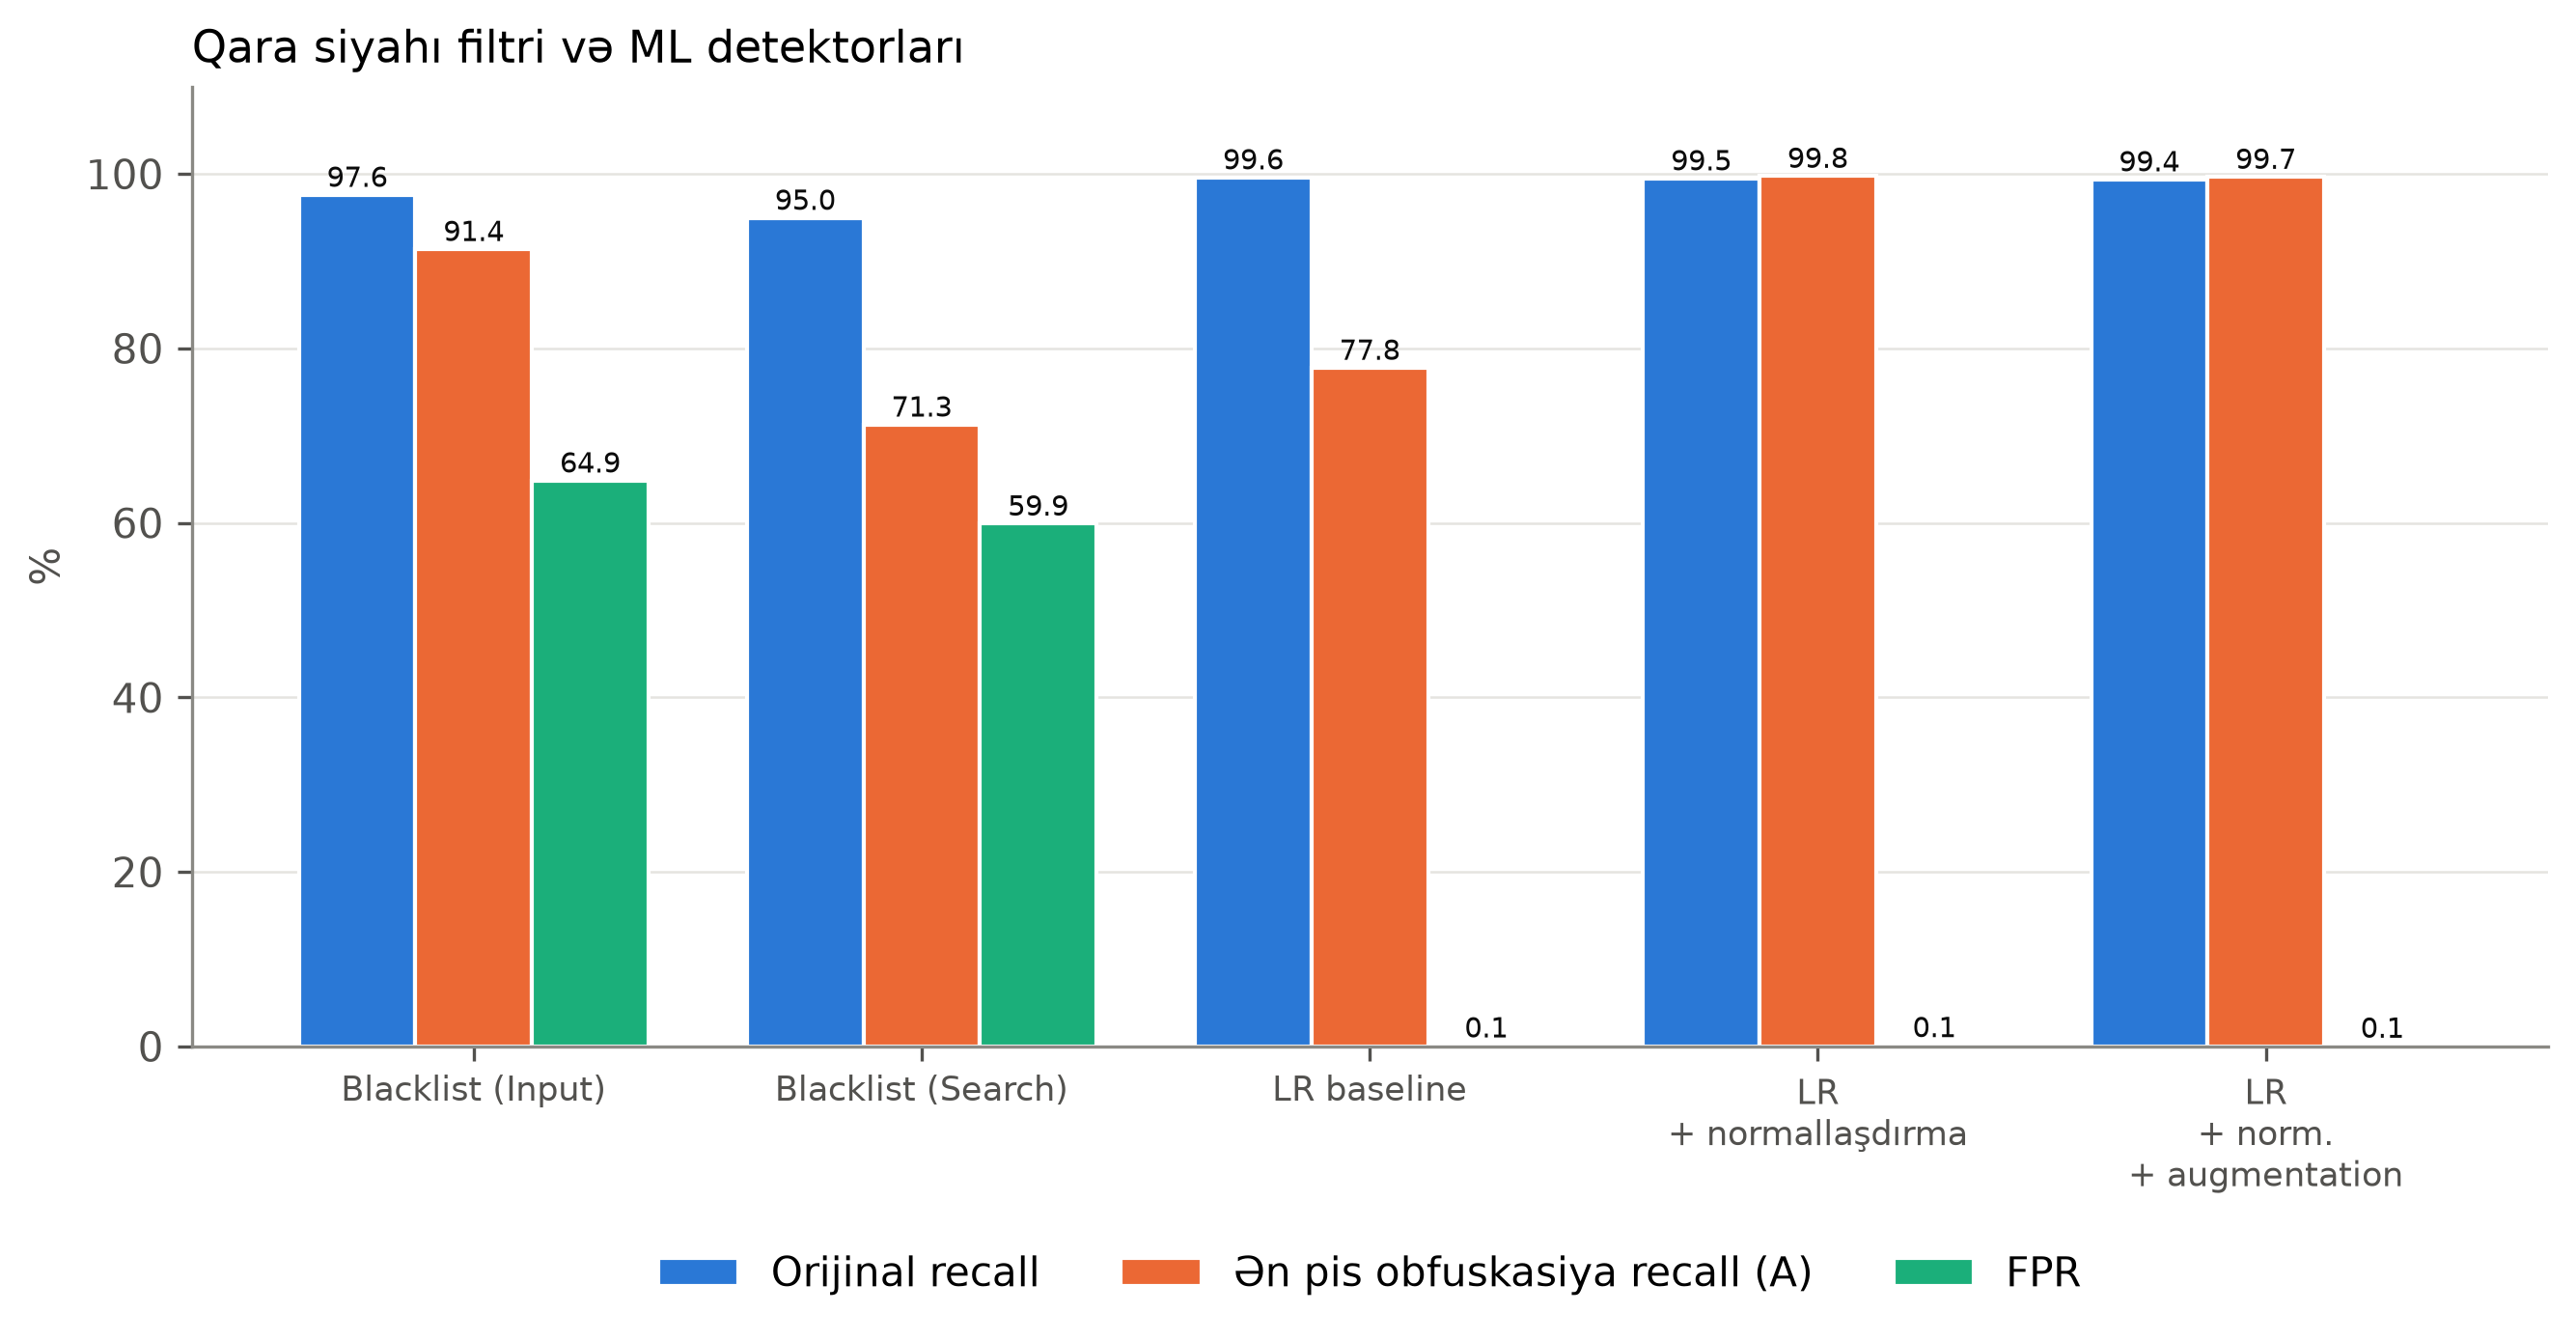 Qara siyahı filtri və ML detektorları
%
100
80
60
40
20
0
97.6
91.4
64.9
95.0
71.3
59.9
99.6
77.8
0.1
99.5
99.8
0.1
99.4
99.7
0.1
Blacklist (Input)
Blacklist (Search)
LR baseline
LR
+ normallaşdırma
LR
+ norm.
+ augmentation
Orijinal recall
Ən pis obfuskasiya recall (A)
FPR